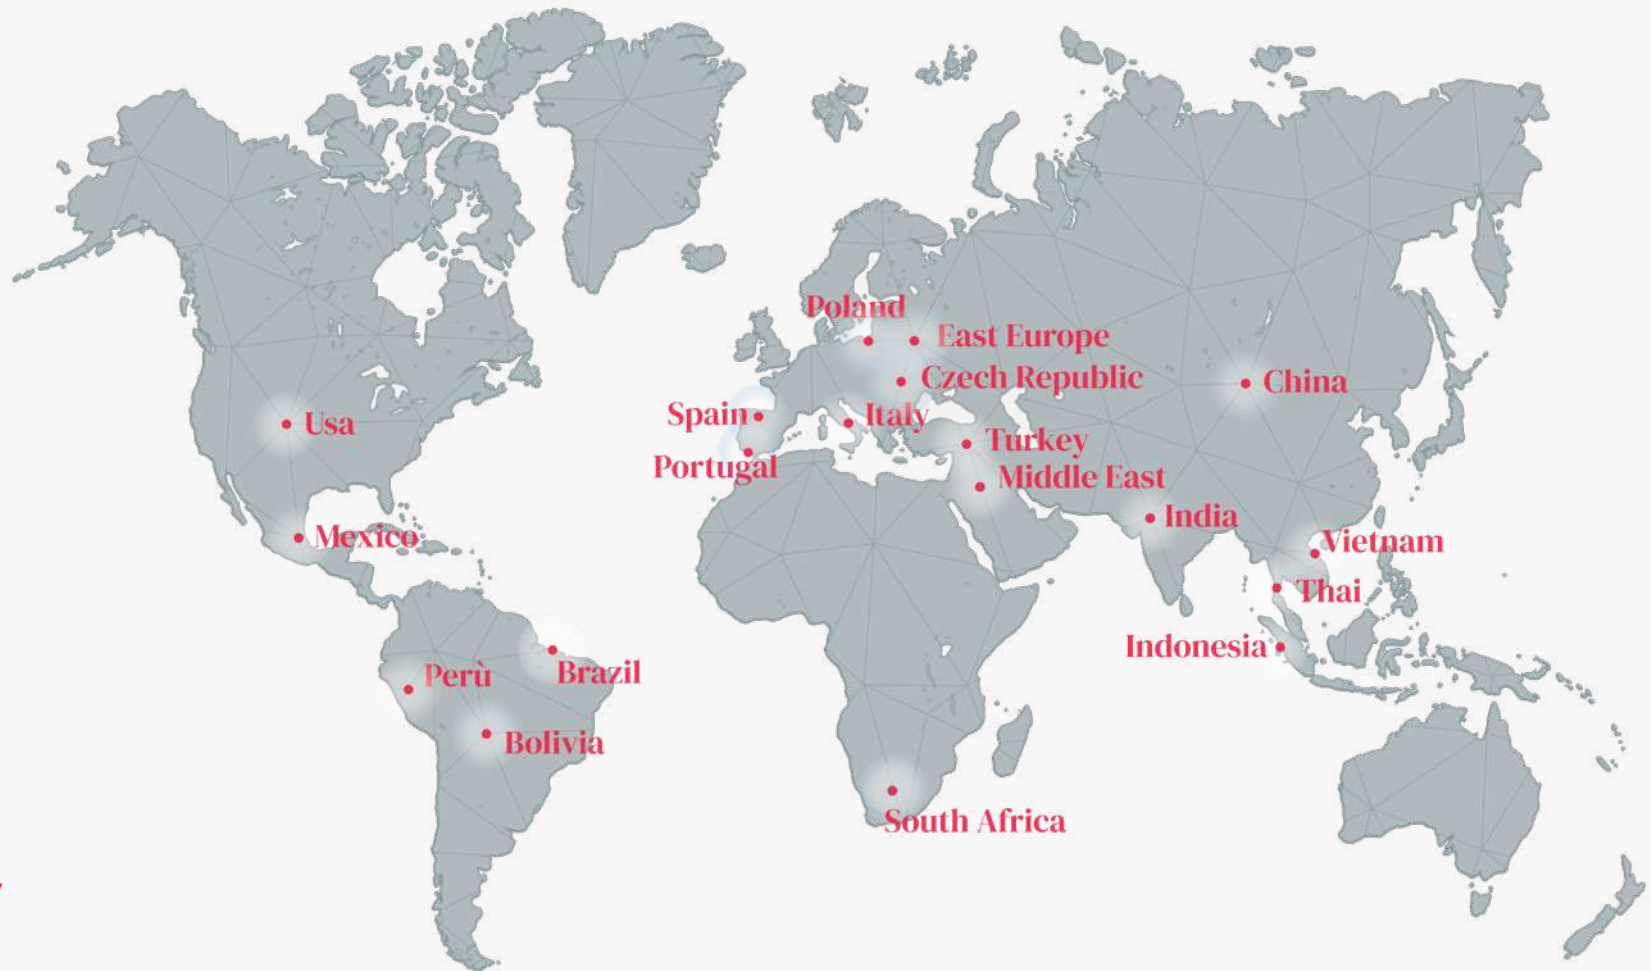 Poland
East Europe
Czech Republic
China
Spain
Italy
Usa
Turkey
Portugal
Middle East
India
Mexico
Vietnam
Thai
Indonesia
Perù
Brazil
Bolivia
South Africa